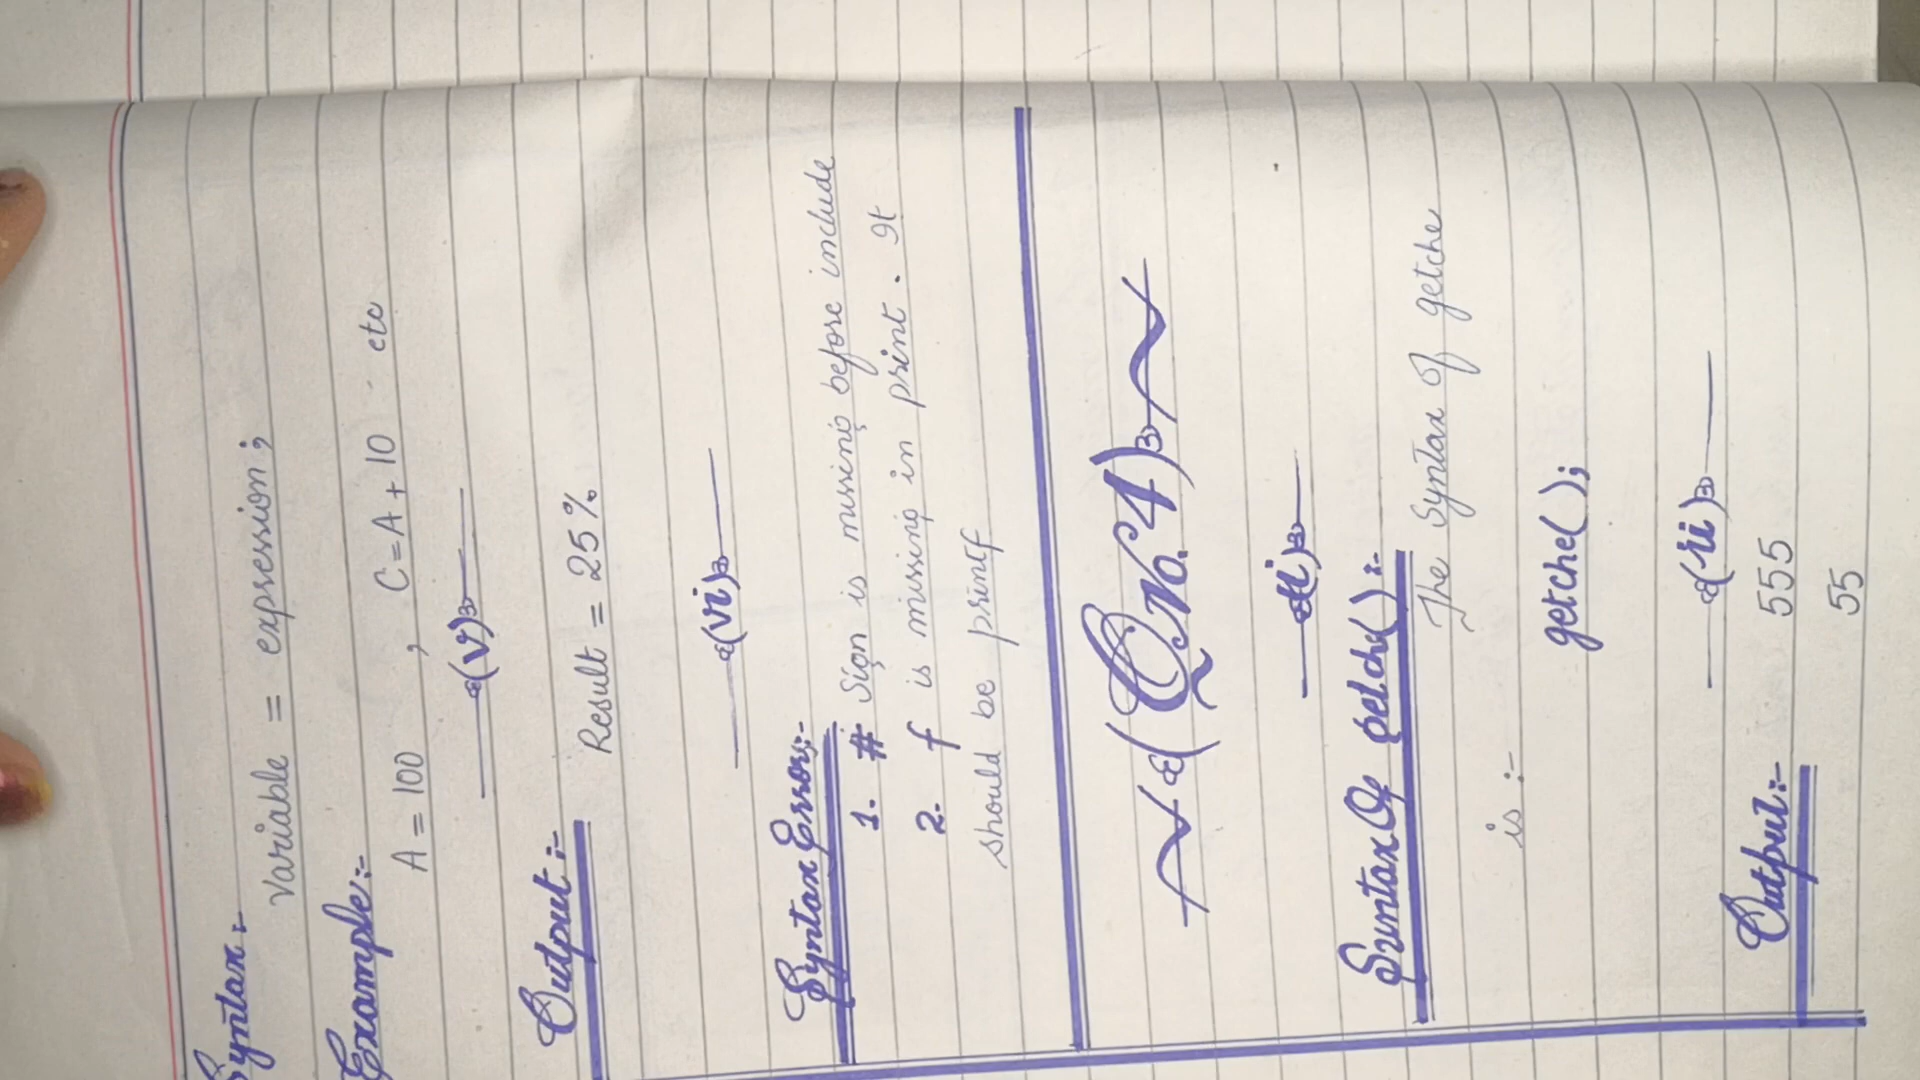 Syntax:-
variable = expression;
Example:-
A = 100 , C = A + 10 - etc
(v)
Output:-
Result = 25%
(vi)
Syntax Error:-
1. # Sign is missing before include
2. f is missing in print. It
should be printf
(Q No. 4)
(i)
Syntax Of getche():-
The Syntax of getche
is :-
getche();
(ii)
Output:-
555
55